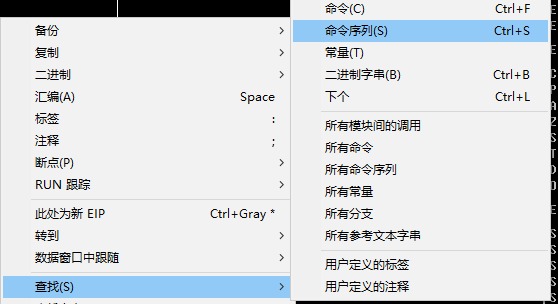 备份
复制
二进制
汇编(A) Space
标签 :
注释 ;
断点(P)
RUN 跟踪
此处为新 EIP Ctrl+Gray *
转到
数据窗口中跟随
查找(S)
命令(C) Ctrl+F
命令序列(S) Ctrl+S
常量(T)
二进制字串(B) Ctrl+B
下个 Ctrl+L
所有模块间的调用
所有命令
所有命令序列
所有常量
所有分支
所有参考文本字串
用户定义的标签
用户定义的注释